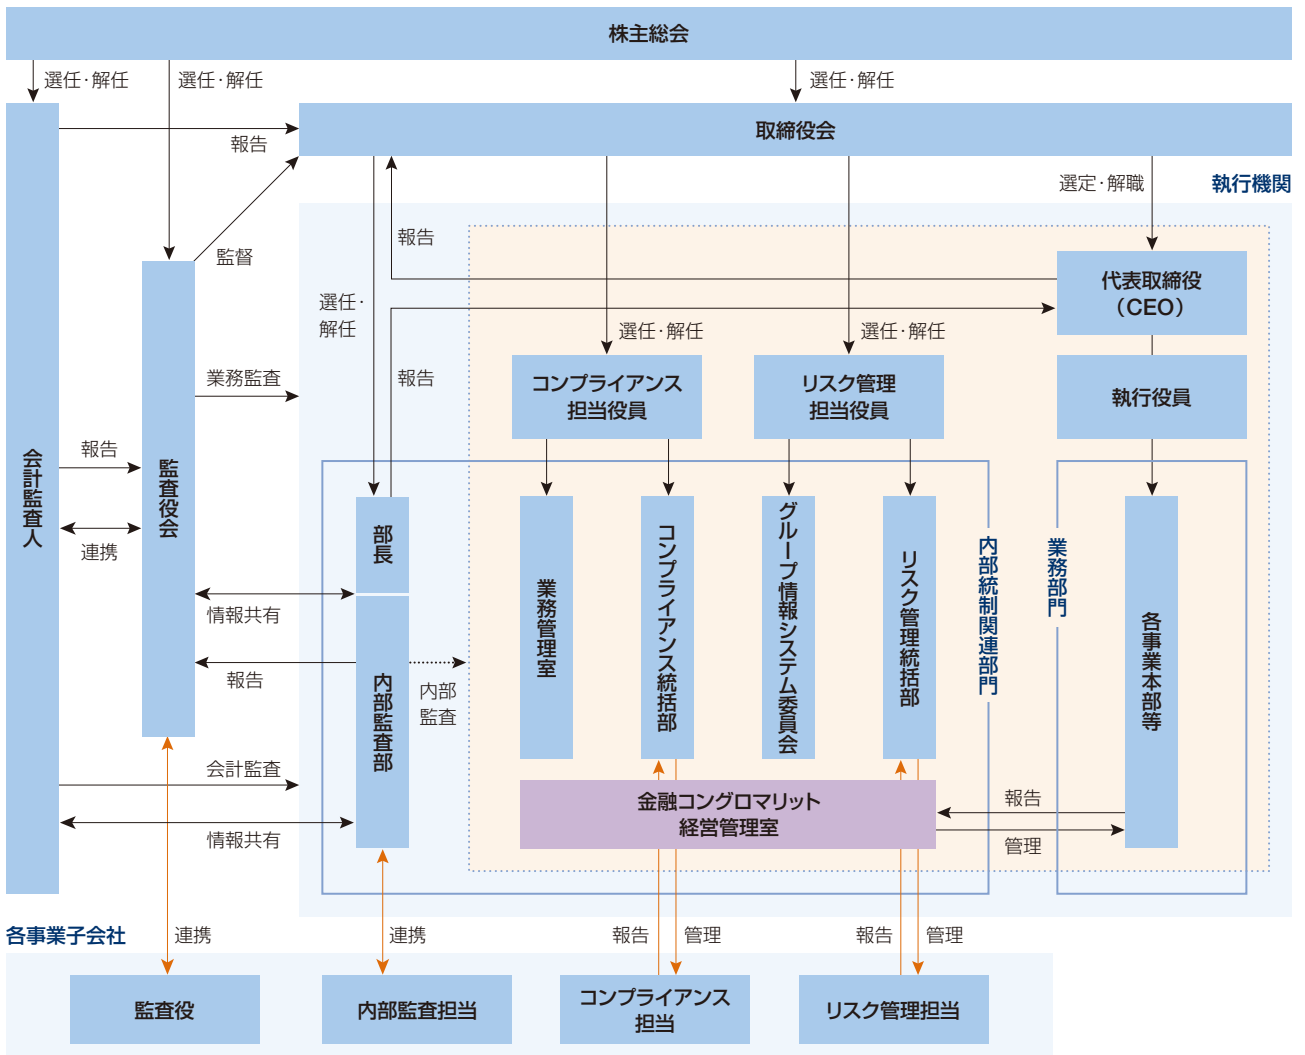 株主総会
選任・解任
選任・解任
選任・解任
取締役会
報告
選定・解職
執行機関
報告
監督
代表取締役
（CEO）
選任・
解任
選任・解任
選任・解任
業務監査
報告
コンプライアンス
担当役員
リスク管理
担当役員
執行役員
報告
会計監査人
監査役会
連携
部長
業務管理室
コンプライアンス統括部
グループ情報システム委員会
リスク管理統括部
内部統制関連部門
業務部門
各事業本部等
情報共有
報告
内部
監査
内部監査部
会計監査
金融コングロマリット
経営管理室
報告
管理
情報共有
各事業子会社
連携
連携
報告
管理
報告
管理
監査役
内部監査担当
コンプライアンス
担当
リスク管理担当